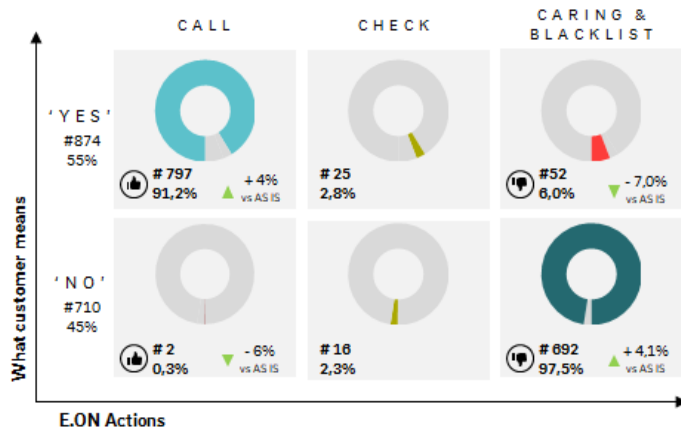 CALL
CHECK
CARING &
BLACKLIST
'YES'
#874
55%
# 797
91,2%
+ 4%
vs AS IS
# 25
2,8%
#52
6,0%
- 7,0%
vs AS IS
'NO'
#710
45%
# 2
0,3%
- 6%
vs AS IS
# 16
2,3%
# 692
97,5%
+ 4,1%
vs AS IS
What customer means
E.ON Actions